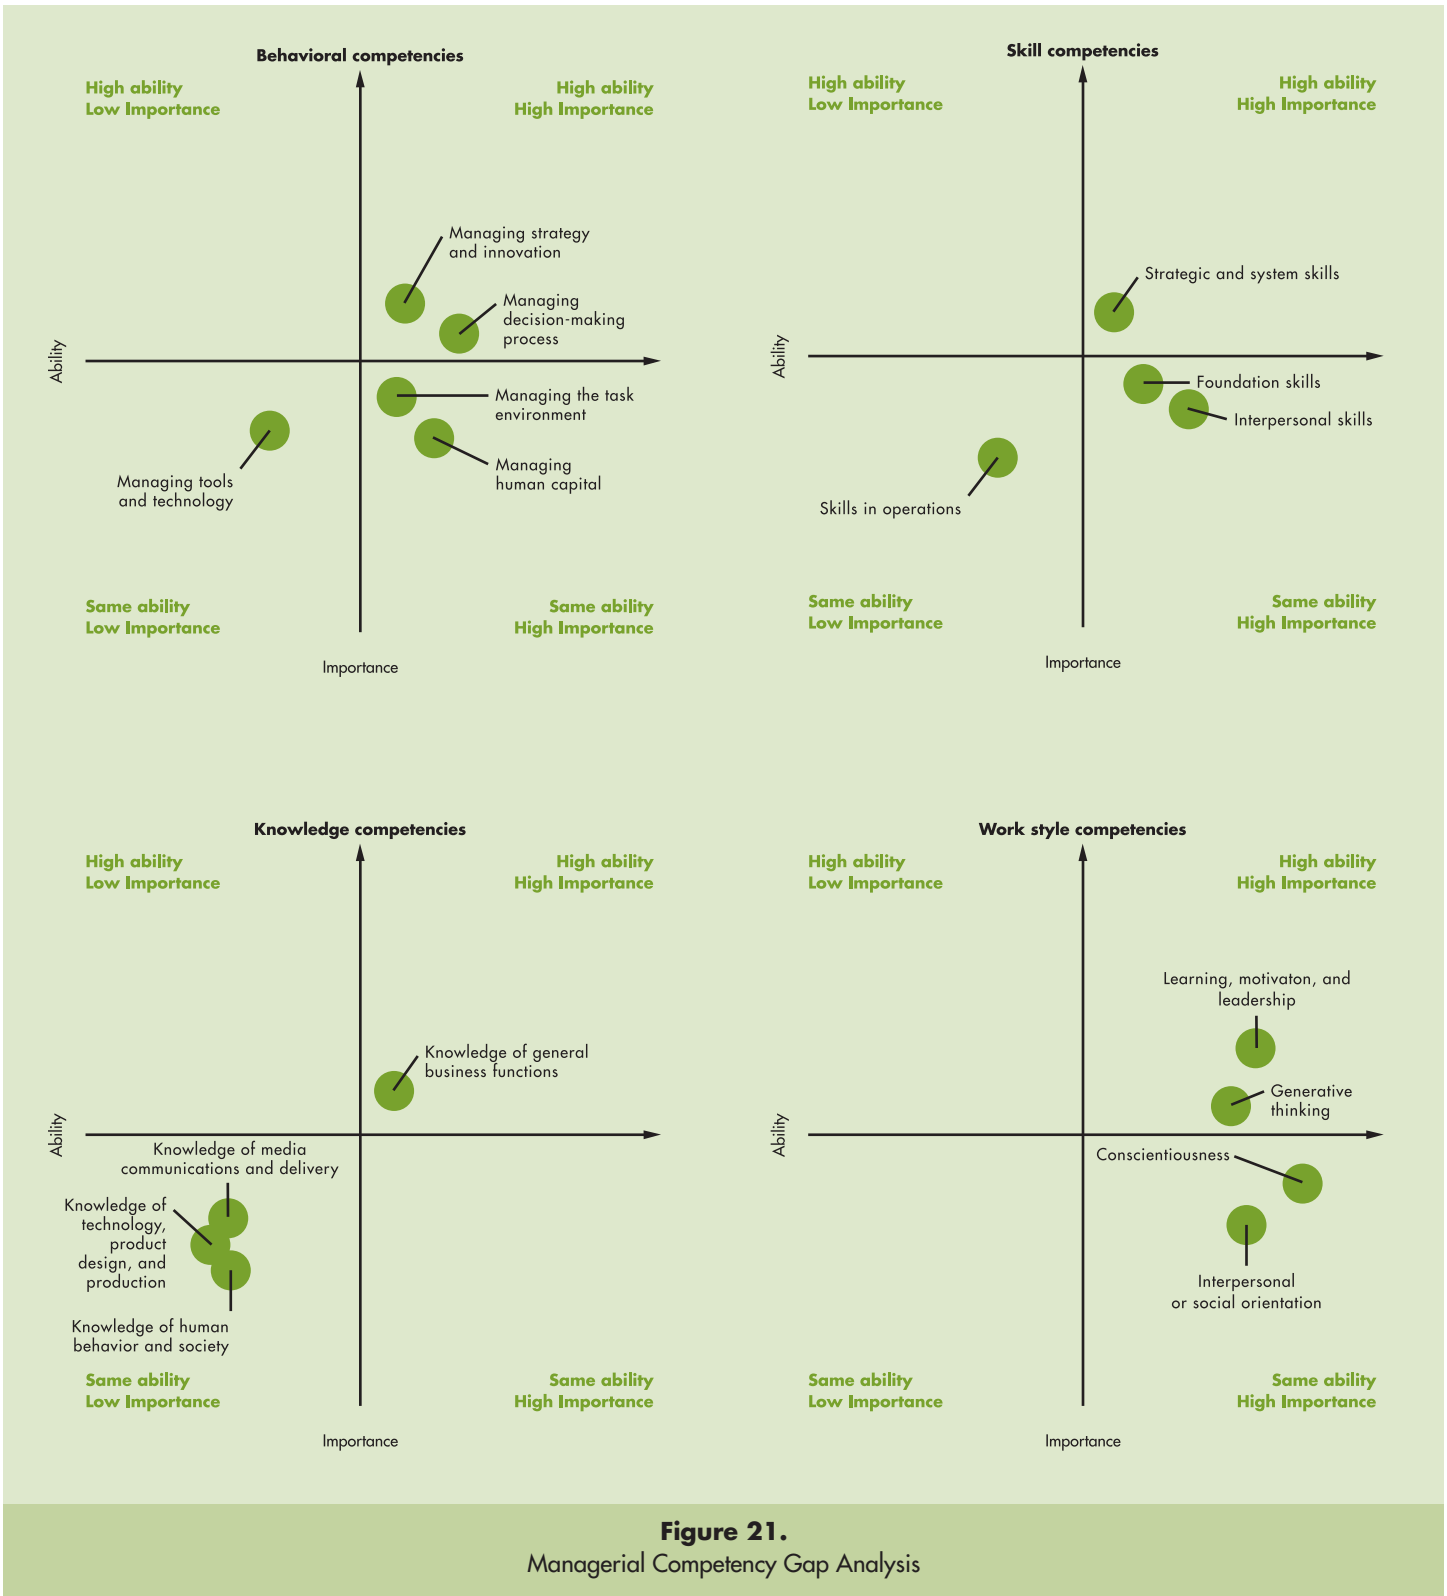 Behavioral competencies
High ability
Low Importance
High ability
High Importance
Managing strategy
and innovation
Managing
decision-making
process
Ability
Managing the task
environment
Managing
human capital
Managing tools
and technology
Same ability
Low Importance
Same ability
High Importance
Importance
Skill competencies
High ability
Low Importance
High ability
High Importance
Strategic and system skills
Ability
Foundation skills
Interpersonal skills
Skills in operations
Same ability
Low Importance
Same ability
High Importance
Importance
Knowledge competencies
High ability
Low Importance
High ability
High Importance
Knowledge of general
business functions
Ability
Knowledge of media
communications and delivery
Knowledge of
technology,
product
design, and
production
Knowledge of human
behavior and society
Same ability
Low Importance
Same ability
High Importance
Importance
Work style competencies
High ability
Low Importance
High ability
High Importance
Learning, motivaton, and
leadership
Generative
thinking
Ability
Conscientiousness
Interpersonal
or social orientation
Same ability
Low Importance
Same ability
High Importance
Importance
Figure 21.
Managerial Competency Gap Analysis